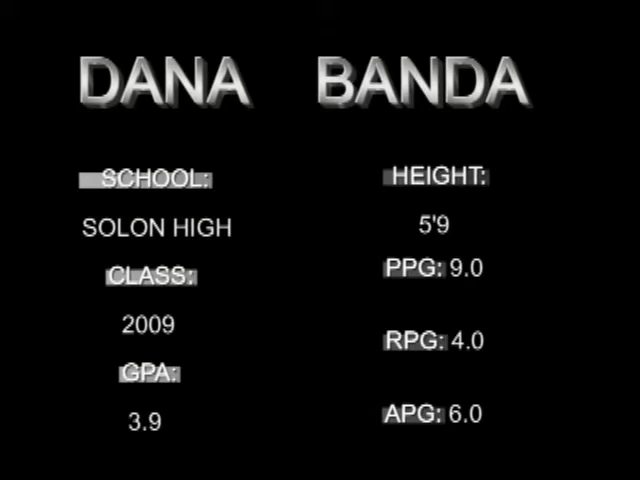 DANA BANDA
SCHOOL:
SOLON HIGH
CLASS:
2009
GPA:
3.9
HEIGHT:
5'9
PPG: 9.0
RPG: 4.0
APG: 6.0